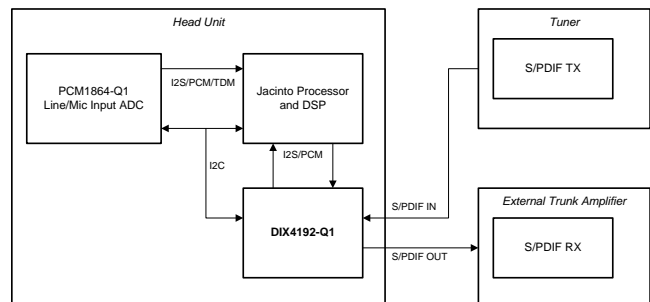 Head Unit
Tuner
PCM1864-Q1
Line/Mic Input ADC
I2S/PCM/TDM
Jacinto Processor
and DSP
S/PDIF TX
I2C
I2S/PCM
DIX4192-Q1
S/PDIF IN
S/PDIF OUT
External Trunk Amplifier
S/PDIF RX